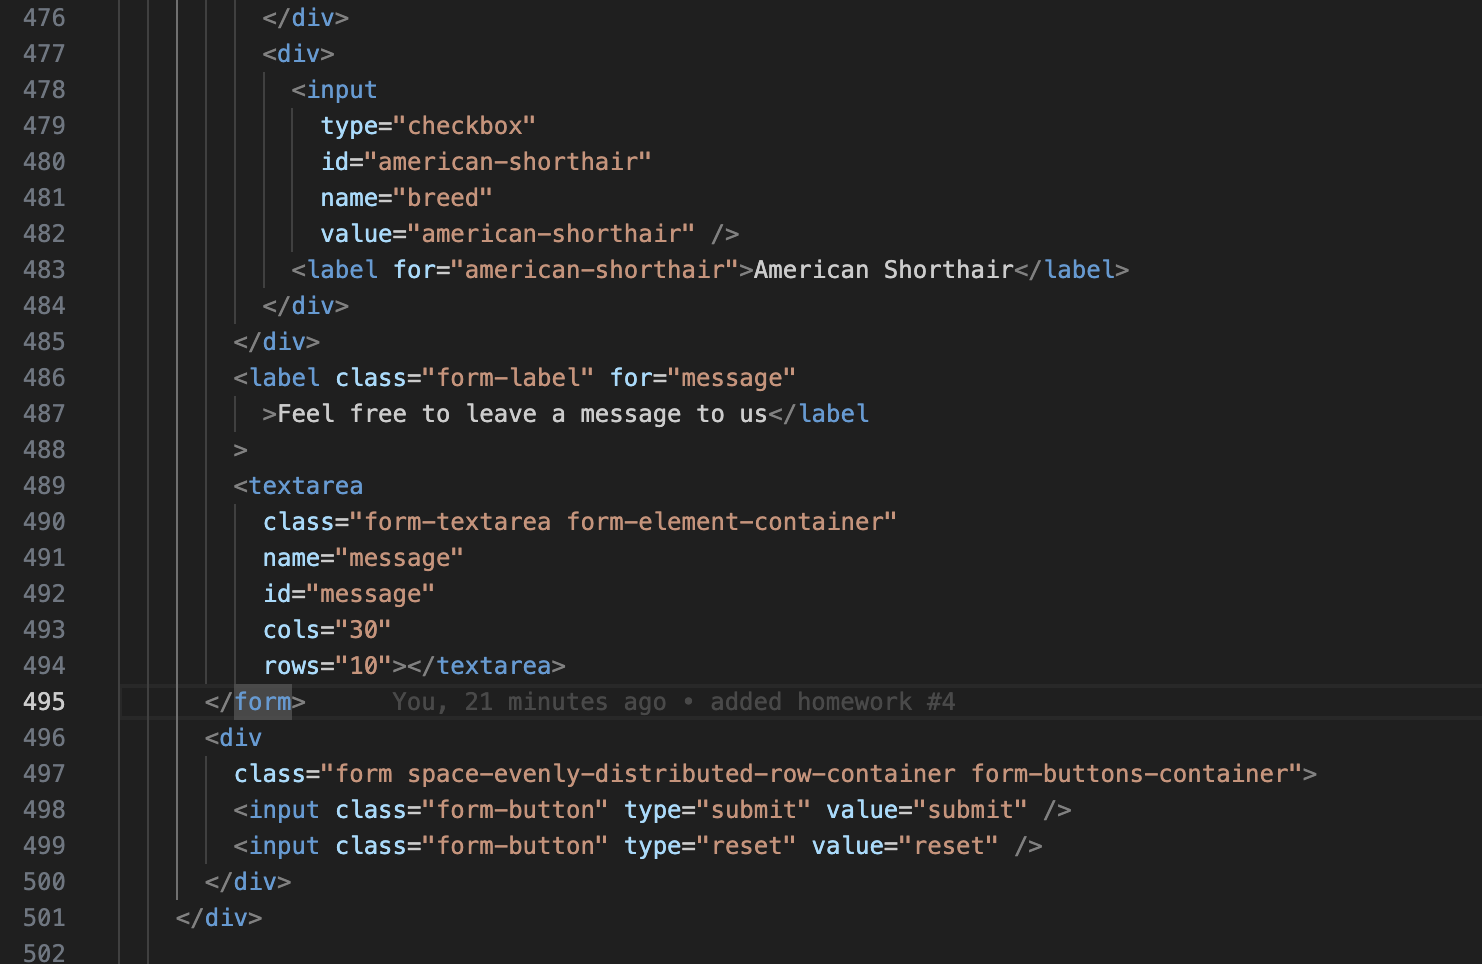 476 </div>
477 <div>
478 <input
479 type="checkbox"
480 id="american-shorthair"
481 name="breed"
482 value="american-shorthair" />
483 <label for="american-shorthair">American Shorthair</label>
484 </div>
485 </div>
486 <label class="form-label" for="message"
487 >Feel free to leave a message to us</label
488 >
489 <textarea
490 class="form-textarea form-element-container"
491 name="message"
492 id="message"
493 cols="30"
494 rows="10"></textarea>
495 </form> You, 21 minutes ago • added homework #4
496 <div
497 class="form space-evenly-distributed-row-container form-buttons-container">
498 <input class="form-button" type="submit" value="submit" />
499 <input class="form-button" type="reset" value="reset" />
500 </div>
501 </div>
502